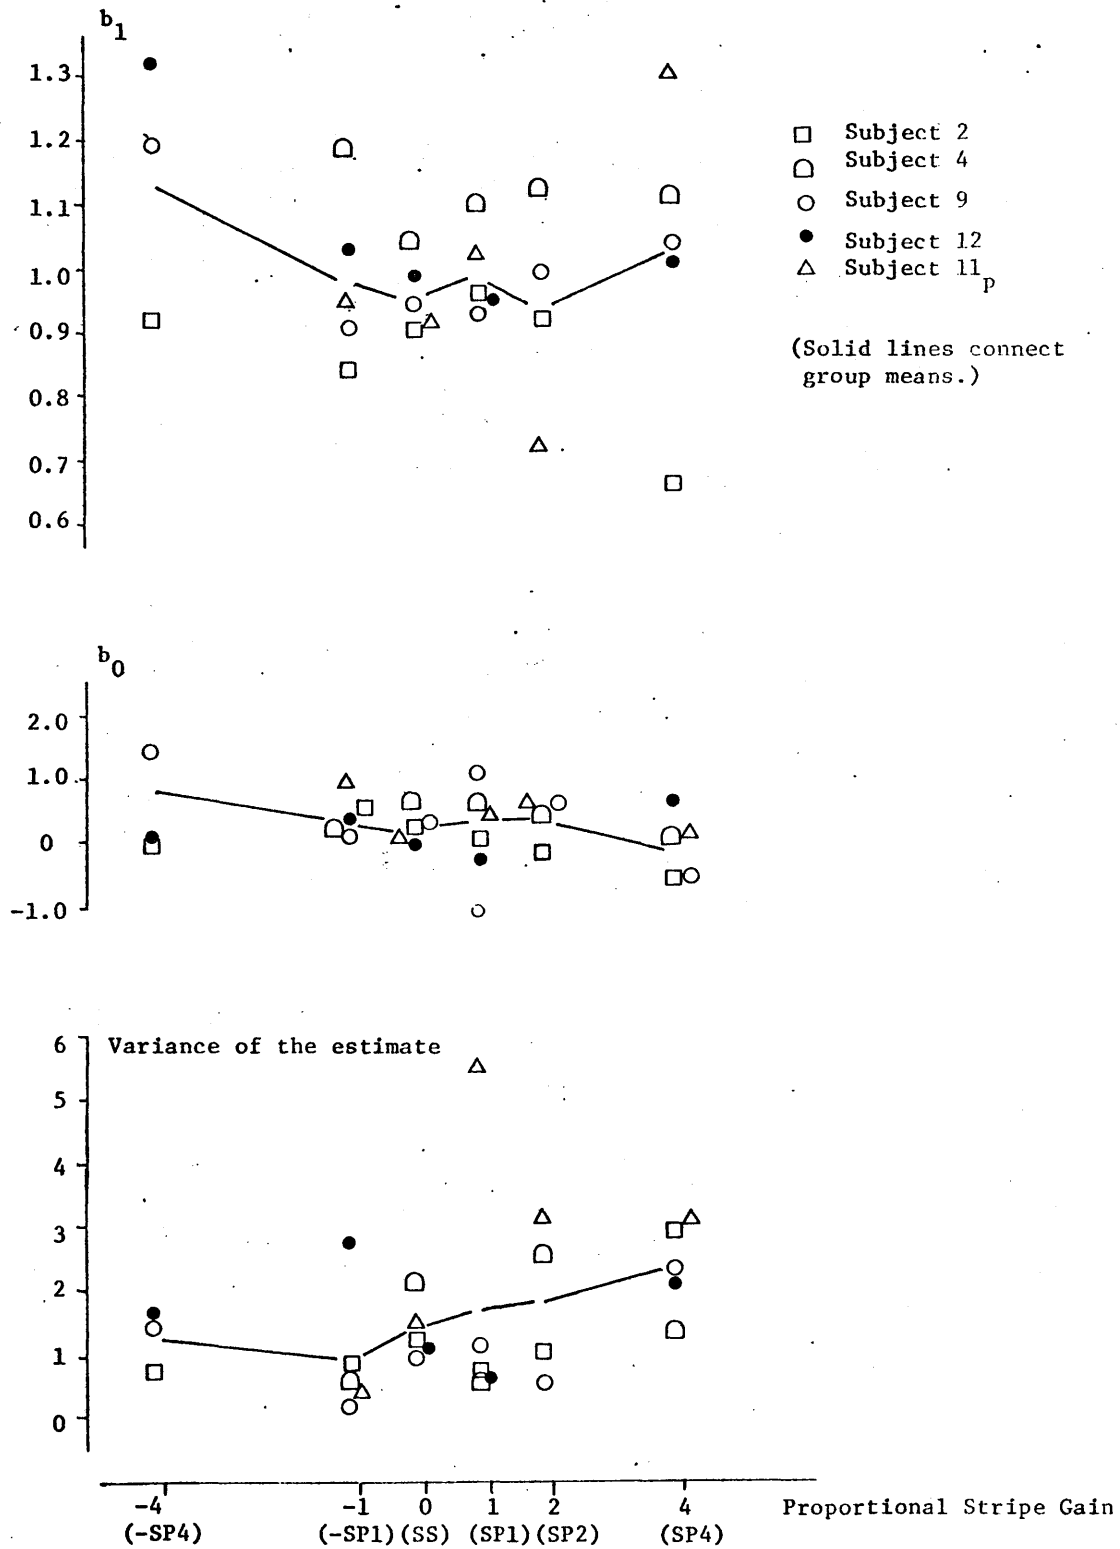 b1
1.3
1.2
1.1
1.0
0.9
0.8
0.7
0.6
Subject 2
Subject 4
Subject 9
Subject 12
Subject 11p
(Solid lines connect
group means.)
b0
2.0
1.0
0
-1.0
Variance of the estimate
6
5
4
3
2
1
0
-4 -1 0 1 2 4 Proportional Stripe Gain
(-SP4) (-SP1) (SS) (SP1) (SP2) (SP4)